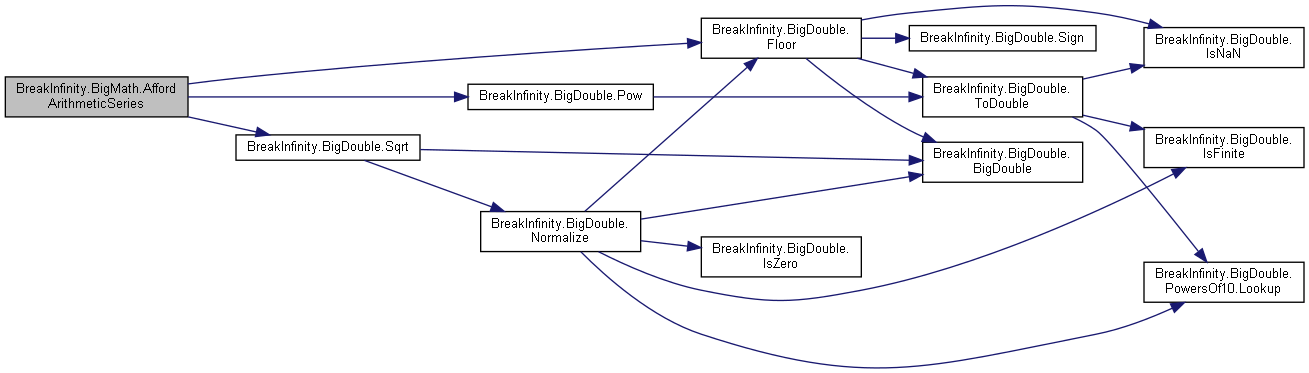 BreakInfinity.BigMath.Afford
ArithmeticSeries
BreakInfinity.BigDouble.
Floor
BreakInfinity.BigDouble.Pow
BreakInfinity.BigDouble.Sqrt
BreakInfinity.BigDouble.
Normalize
BreakInfinity.BigDouble.Sign
BreakInfinity.BigDouble.
ToDouble
BreakInfinity.BigDouble.
BigDouble
BreakInfinity.BigDouble.
IsZero
BreakInfinity.BigDouble.
IsNaN
BreakInfinity.BigDouble.
IsFinite
BreakInfinity.BigDouble.
PowersOf10.Lookup